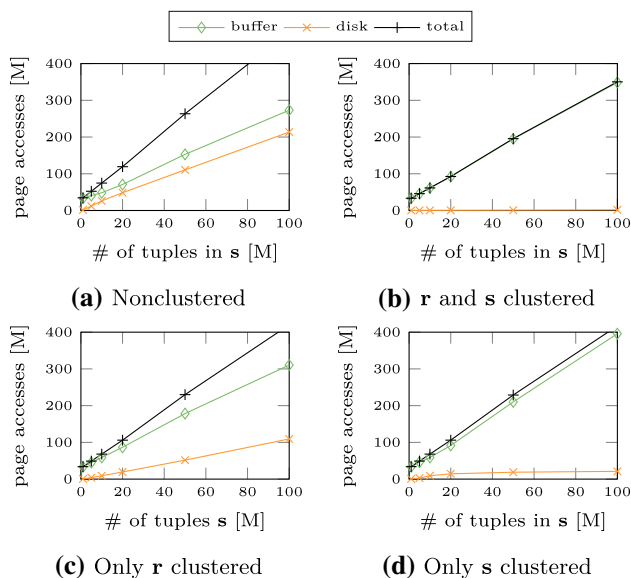 buffer disk total
page accesses [M]
400
300
200
100
0
0 20 40 60 80 100
# of tuples in s [M]
(a) Nonclustered
page accesses [M]
400
300
200
100
0
0 20 40 60 80 100
# of tuples in s [M]
(b) r and s clustered
page accesses [M]
400
300
200
100
0
0 20 40 60 80 100
# of tuples s [M]
(c) Only r clustered
page accesses [M]
400
300
200
100
0
0 20 40 60 80 100
# of tuples in s [M]
(d) Only s clustered